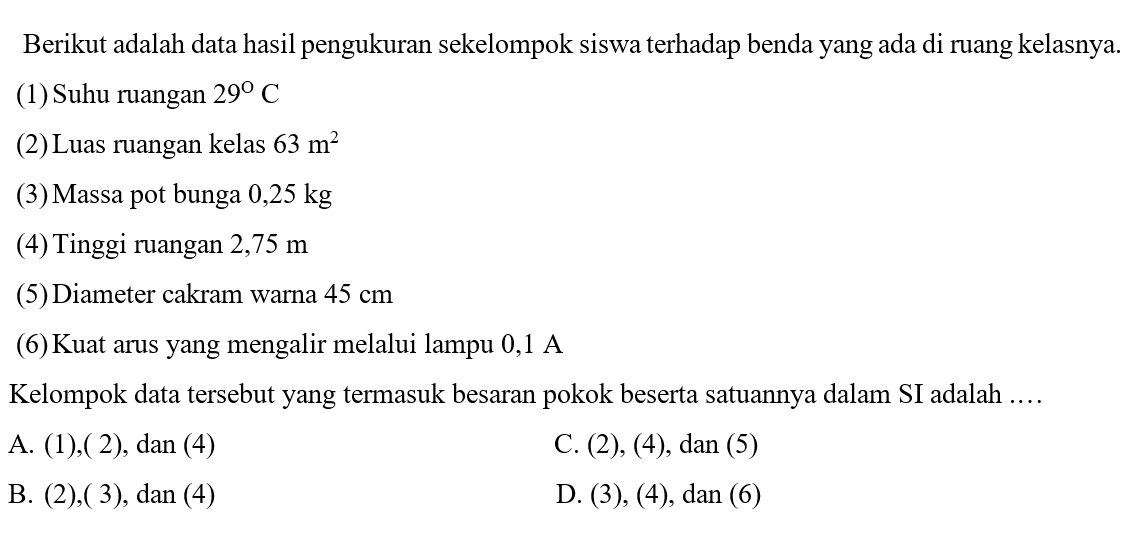 Berikut adalah data hasil pengukuran sekelompok siswa terhadap benda yang ada di ruang kelasnya.
(1) Suhu ruangan 29ᴼ C
(2) Luas ruangan kelas 63 m²
(3) Massa pot bunga 0,25 kg
(4) Tinggi ruangan 2,75 m
(5) Diameter cakram warna 45 cm
(6) Kuat arus yang mengalir melalui lampu 0,1 A
Kelompok data tersebut yang termasuk besaran pokok beserta satuannya dalam SI adalah ….
A. (1),( 2), dan (4) C. (2), (4), dan (5)
B. (2),( 3), dan (4) D. (3), (4), dan (6)